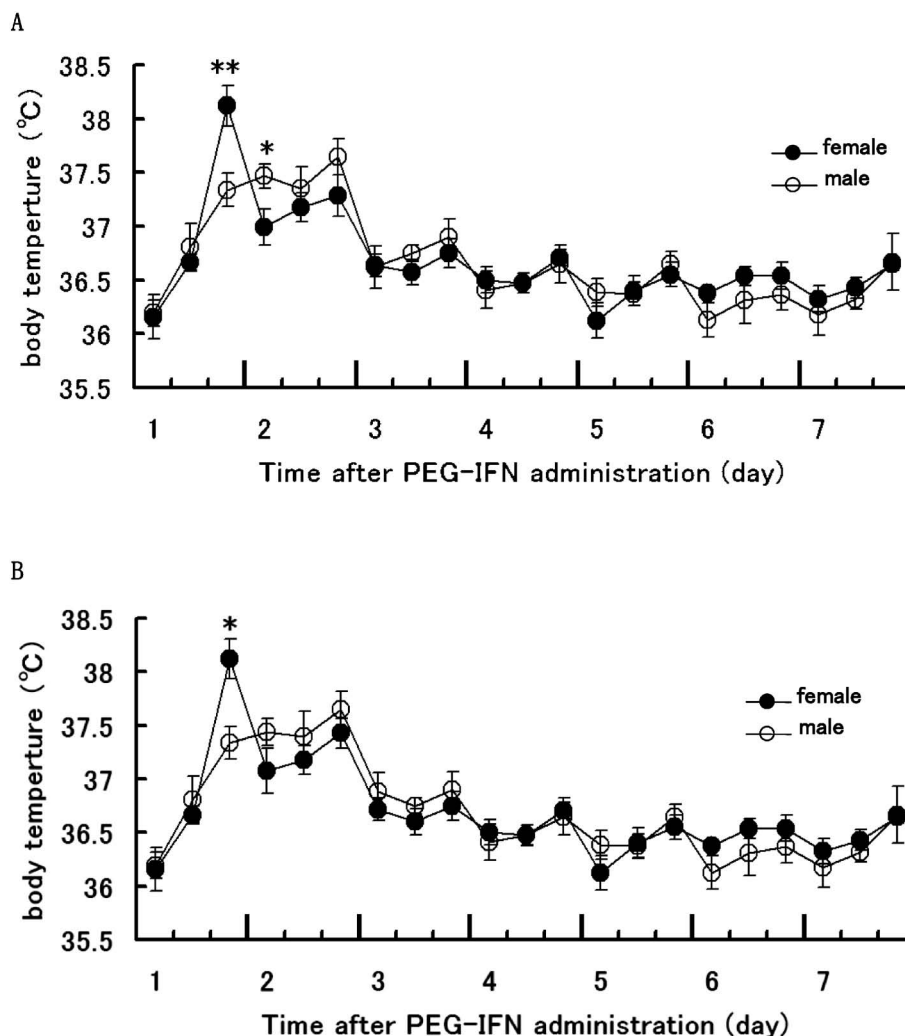 A
**
*
38.5
38
37.5
37
36.5
36
35.5
body temperture (℃)
female
male
1 2 3 4 5 6 7
Time after PEG-IFN administration (day)
B
*
38.5
38
37.5
37
36.5
36
35.5
body temperture (℃)
female
male
1 2 3 4 5 6 7
Time after PEG-IFN administration (day)